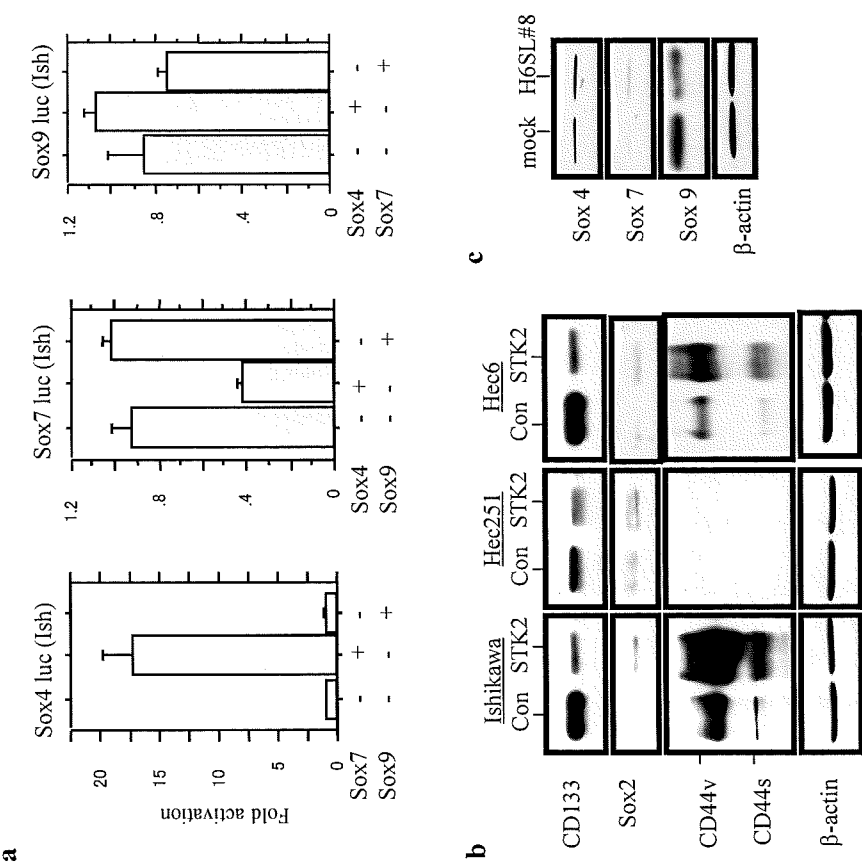 a
Sox4 luc (Ish)
Fold activation
20
15
10
5
0
Sox7 - + -
Sox9 - - +
Sox7 luc (Ish)
1.2
.8
.4
0
Sox4 - + -
Sox9 - - +
Sox9 luc (Ish)
1.2
.8
.4
0
Sox4 - + -
Sox7 - - +
b
Ishikawa Hec251 Hec6
Con STK2 Con STK2 Con STK2
CD133
Sox2
CD44v
CD44s
β-actin
c
mock H6SL#8
Sox 4
Sox 7
Sox 9
β-actin